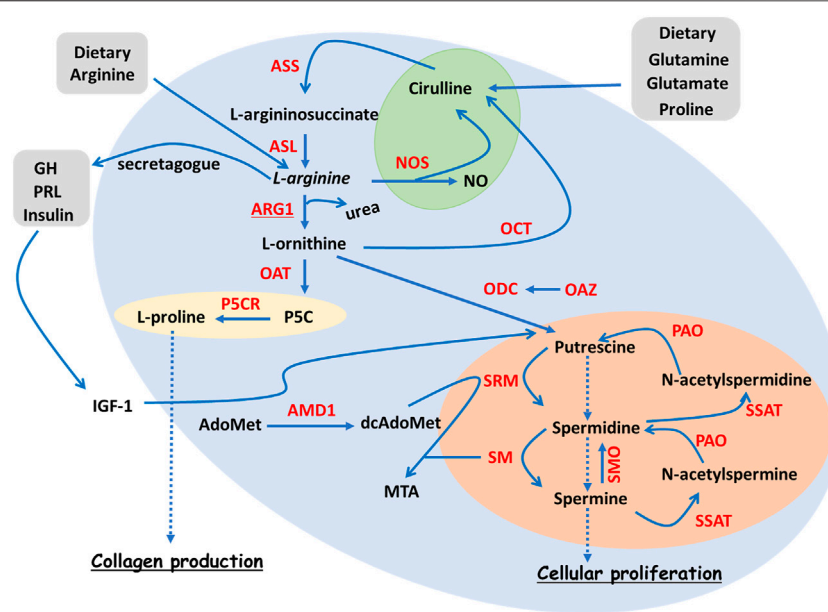 Dietary
Arginine
Dietary
Glutamine
Glutamate
Proline
ASS
Cirulline
L-argininosuccinate
ASL
GH
PRL
Insulin
secretagogue
L-arginine
NOS
NO
ARG1
urea
L-ornithine
OCT
OAT
ODC
OAZ
P5CR
L-proline
P5C
PAO
Putrescine
SRM
N-acetylspermidine
IGF-1
AMD1
AdoMet
dcAdoMet
SSAT
Spermidine
PAO
SM
SMO
N-acetylspermine
MTA
Spermine
SSAT
Collagen production
Cellular proliferation